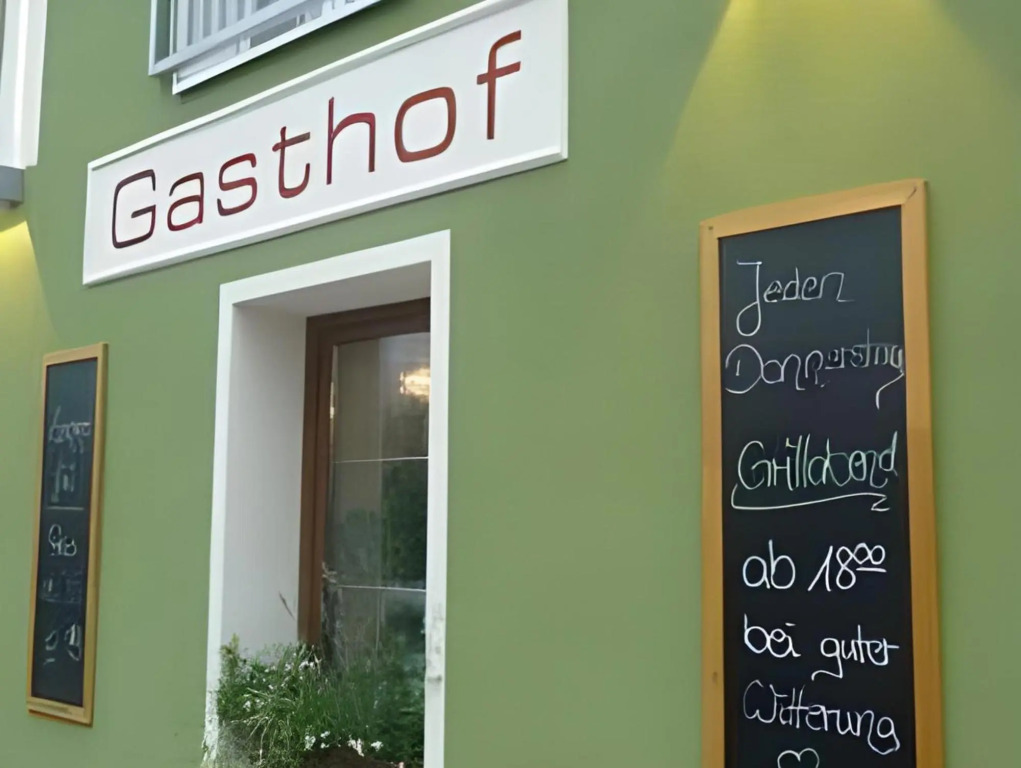 Gasthof
Jeden
Donnerstag
Grillabend
ab 18⁰⁰
bei guter
Witterung